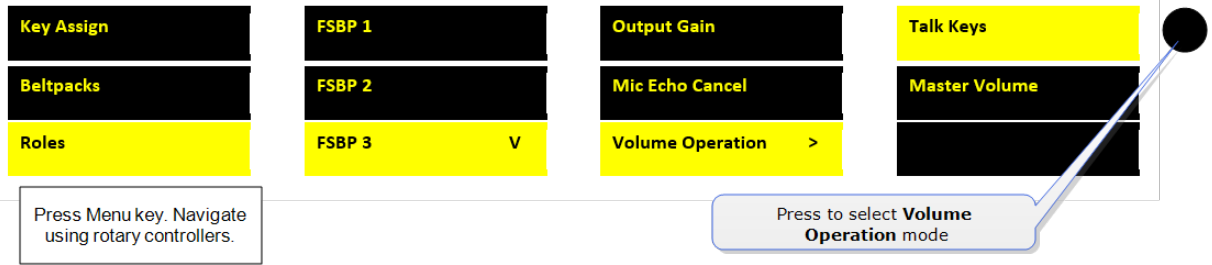 Key Assign
FSBP 1
Output Gain
Talk Keys
Beltpacks
FSBP 2
Mic Echo Cancel
Master Volume
Roles
FSBP 3 V
Volume Operation >
Press Menu key. Navigate
using rotary controllers.
Press to select Volume
Operation mode